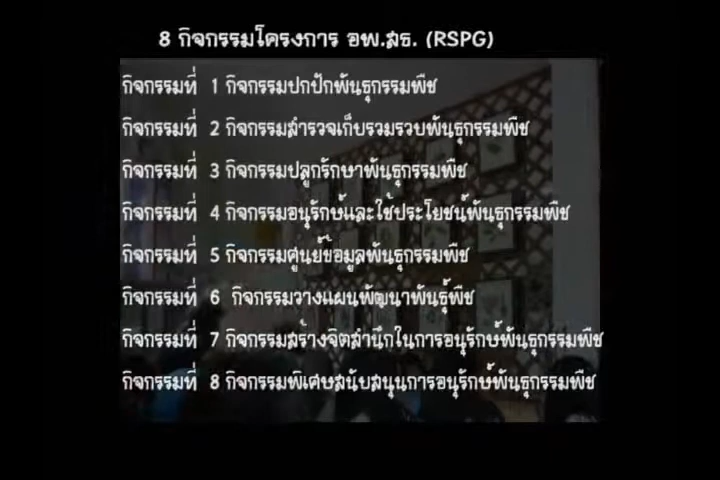 8 กิจกรรมโครงการ อพ.สธ. (RSPG)
กิจกรรมที่ 1 กิจกรรมปกปักพันธุกรรมพืช
กิจกรรมที่ 2 กิจกรรมสำรวจเก็บรวมรวบพันธุกรรมพืช
กิจกรรมที่ 3 กิจกรรมปลูกรักษาพันธุกรรมพืช
กิจกรรมที่ 4 กิจกรรมอนุรักษ์และใช้ประโยชน์พันธุกรรมพืช
กิจกรรมที่ 5 กิจกรรมศูนย์ข้อมูลพันธุกรรมพืช
กิจกรรมที่ 6 กิจกรรมวางแผนพัฒนาพันธุ์พืช
กิจกรรมที่ 7 กิจกรรมสร้างจิตสำนึกในการอนุรักษ์พันธุกรรมพืช
กิจกรรมที่ 8 กิจกรรมพิเศษสนับสนุนการอนุรักษ์พันธุกรรมพืช